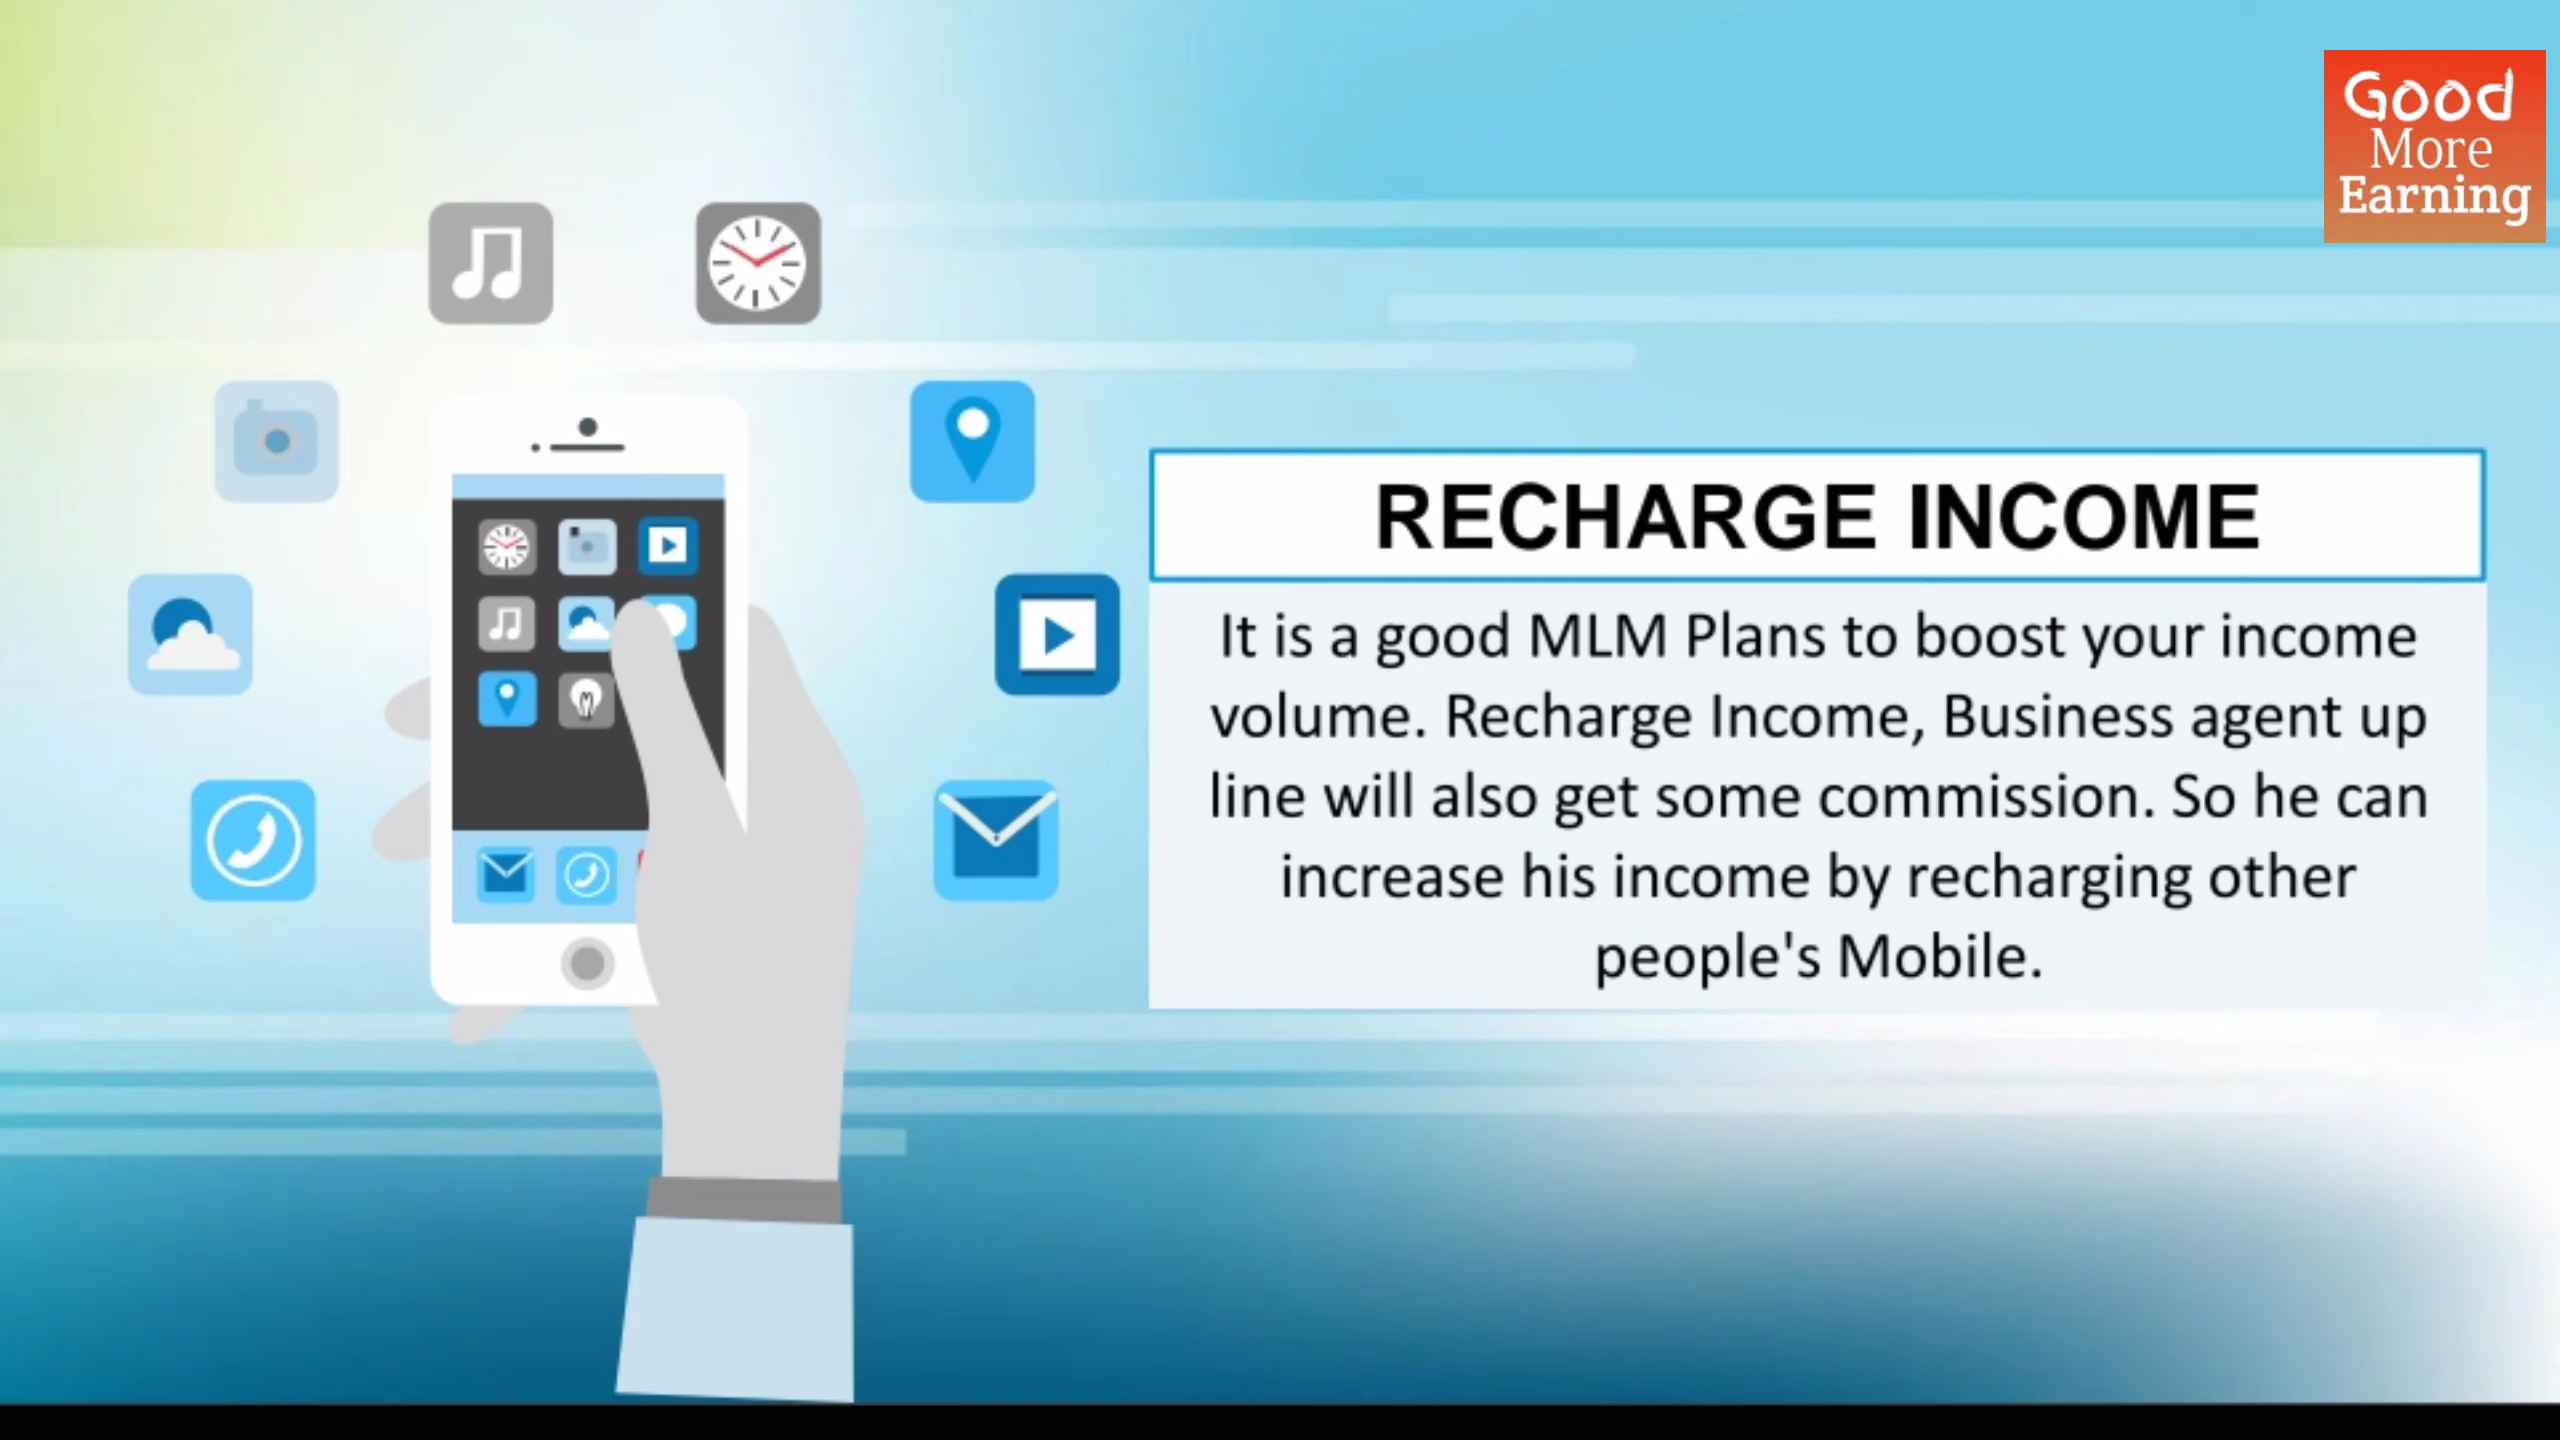 Good
More
Earning
RECHARGE INCOME
It is a good MLM Plans to boost your income
volume. Recharge Income, Business agent up
line will also get some commission. So he can
increase his income by recharging other
people's Mobile.